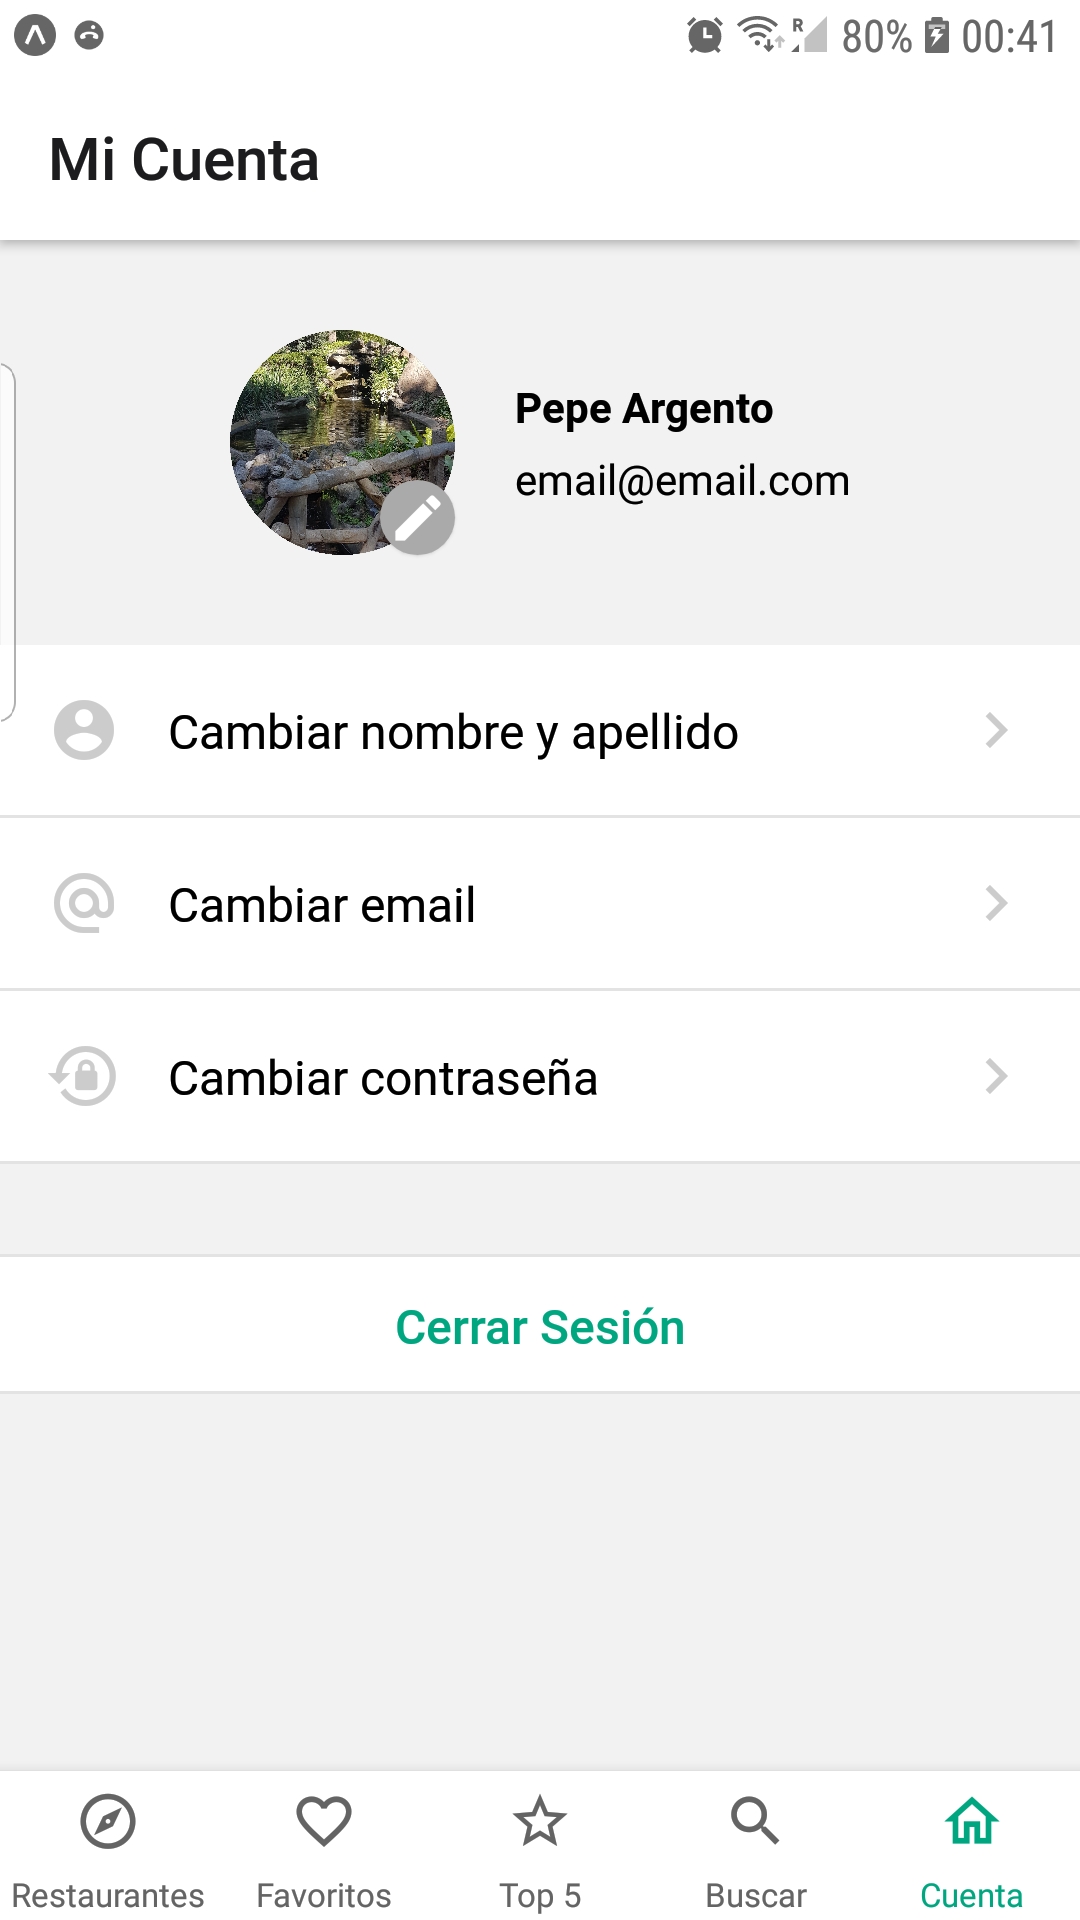 R 80% 00:41
Mi Cuenta
Pepe Argento
email@email.com
Cambiar nombre y apellido
Cambiar email
Cambiar contraseña
Cerrar Sesión
Restaurantes Favoritos Top 5 Buscar Cuenta